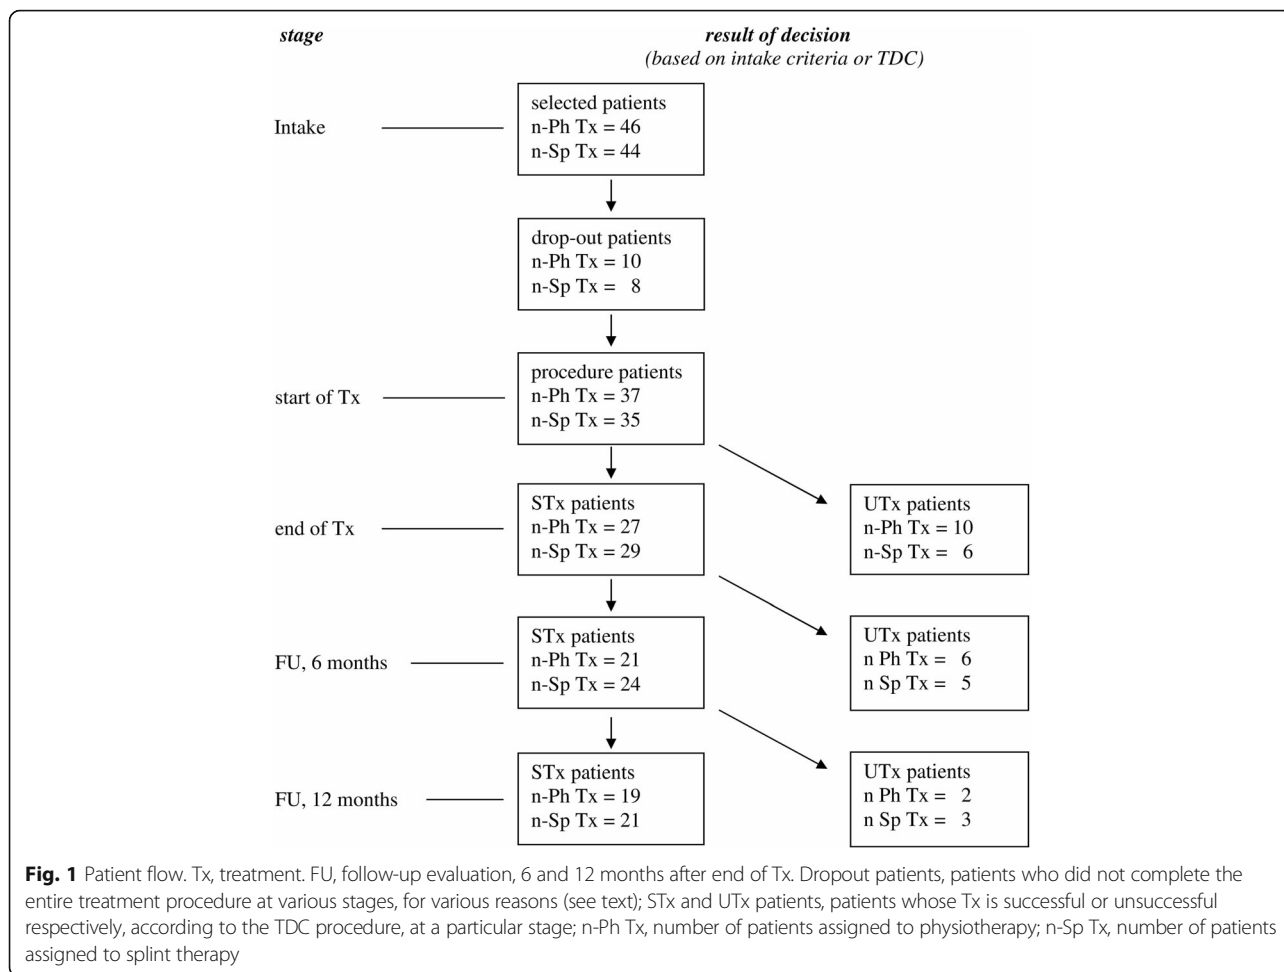 stage
result of decision
(based on intake criteria or TDC)
Intake
selected patients
n-Ph Tx = 46
n-Sp Tx = 44
drop-out patients
n-Ph Tx = 10
n-Sp Tx = 8
start of Tx
procedure patients
n-Ph Tx = 37
n-Sp Tx = 35
end of Tx
STx patients
n-Ph Tx = 27
n-Sp Tx = 29
UTx patients
n-Ph Tx = 10
n-Sp Tx = 6
FU, 6 months
STx patients
n-Ph Tx = 21
n-Sp Tx = 24
UTx patients
n Ph Tx = 6
n Sp Tx = 5
FU, 12 months
STx patients
n-Ph Tx = 19
n-Sp Tx = 21
UTx patients
n Ph Tx = 2
n Sp Tx = 3
Fig. 1 Patient flow. Tx, treatment. FU, follow-up evaluation, 6 and 12 months after end of Tx. Dropout patients, patients who did not complete the
entire treatment procedure at various stages, for various reasons (see text); STx and UTx patients, patients whose Tx is successful or unsuccessful
respectively, according to the TDC procedure, at a particular stage; n-Ph Tx, number of patients assigned to physiotherapy; n-Sp Tx, number of patients
assigned to splint therapy